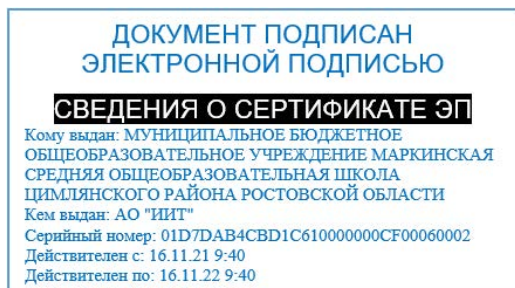 ДОКУМЕНТ ПОДПИСАН
ЭЛЕКТРОННОЙ ПОДПИСЬЮ
СВЕДЕНИЯ О СЕРТИФИКАТЕ ЭП
Кому выдан: МУНИЦИПАЛЬНОЕ БЮДЖЕТНОЕ
ОБЩЕОБРАЗОВАТЕЛЬНОЕ УЧРЕЖДЕНИЕ МАРКИНСКАЯ
СРЕДНЯЯ ОБЩЕОБРАЗОВАТЕЛЬНАЯ ШКОЛА
ЦИМЛЯНСКОГО РАЙОНА РОСТОВСКОЙ ОБЛАСТИ
Кем выдан: АО "ИИТ"
Серийный номер: 01D7DAB4CBD1C610000000CF00060002
Действителен с: 16.11.21 9:40
Действителен по: 16.11.22 9:40